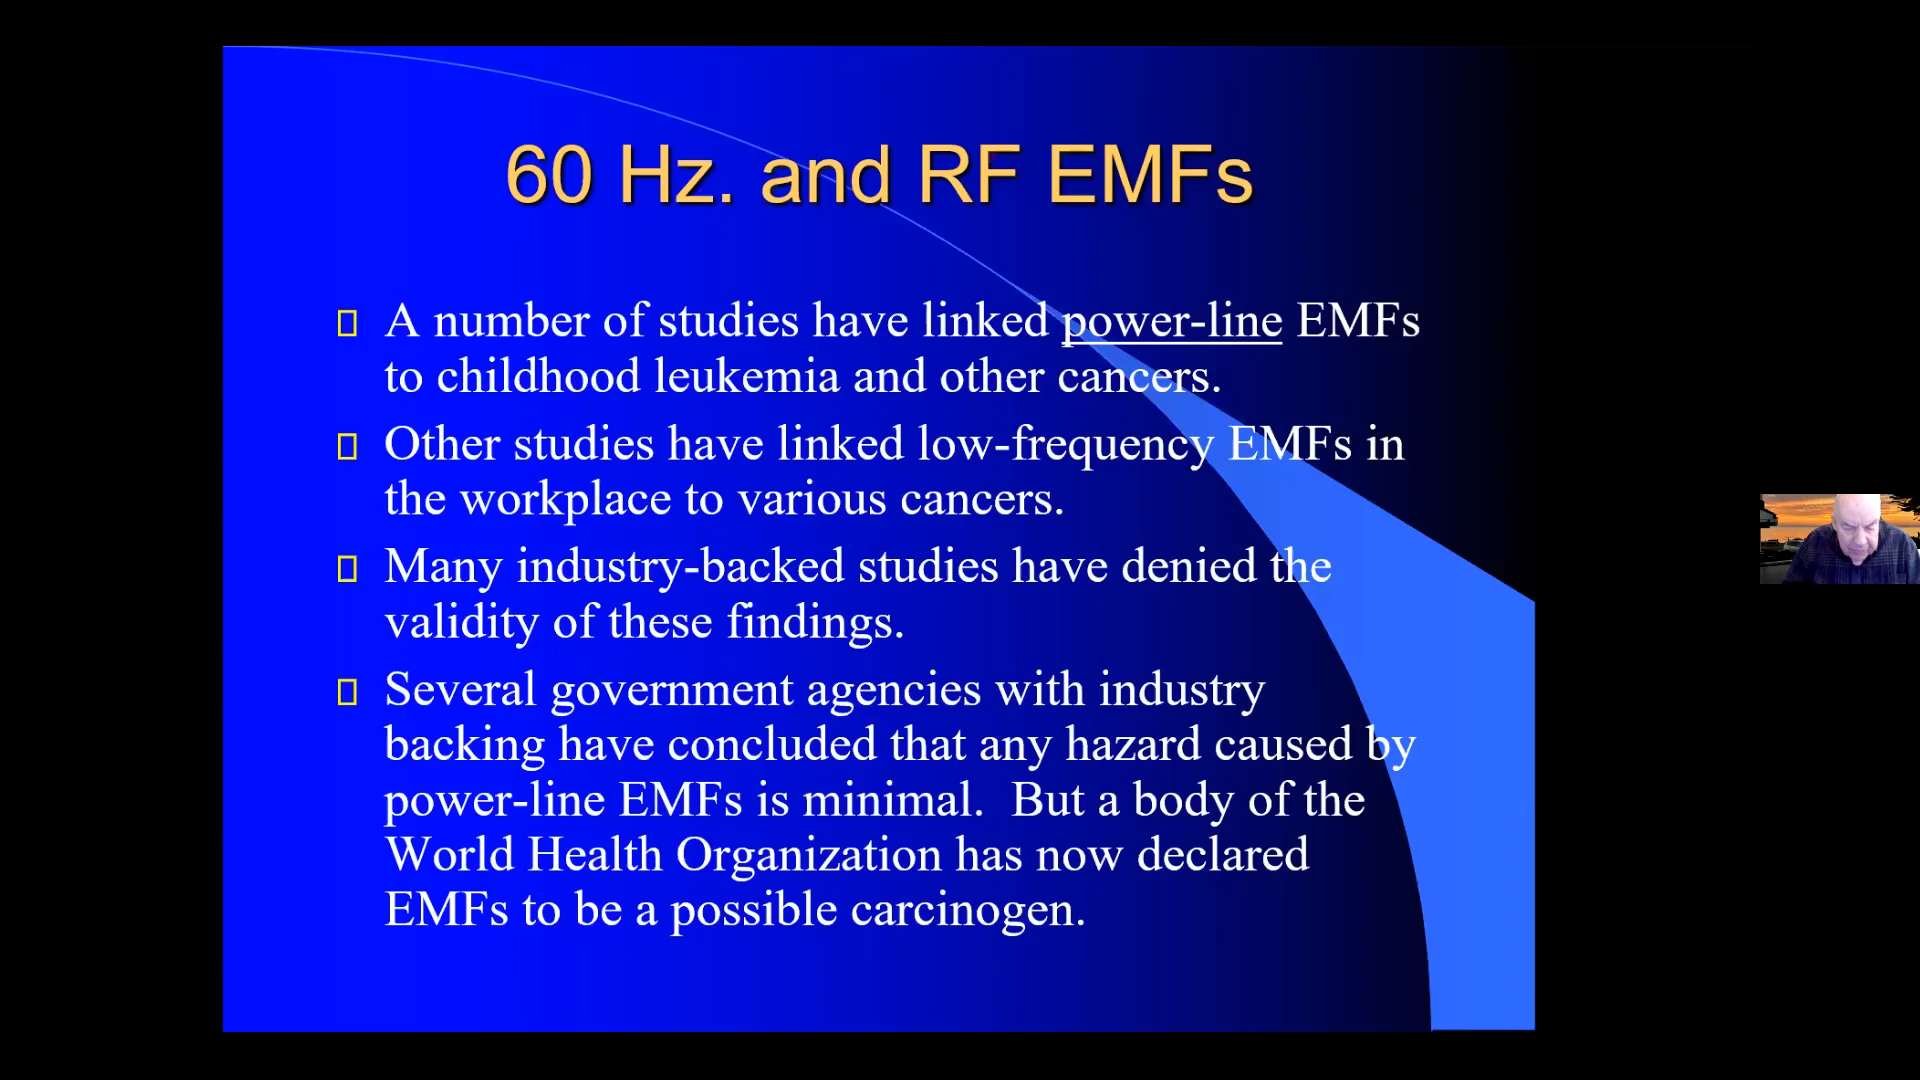 60 Hz. and RF EMFs
A number of studies have linked power-line EMFs
to childhood leukemia and other cancers.
Other studies have linked low-frequency EMFs in
the workplace to various cancers.
Many industry-backed studies have denied the
validity of these findings.
Several government agencies with industry
backing have concluded that any hazard caused by
power-line EMFs is minimal.  But a body of the
World Health Organization has now declared
EMFs to be a possible carcinogen.